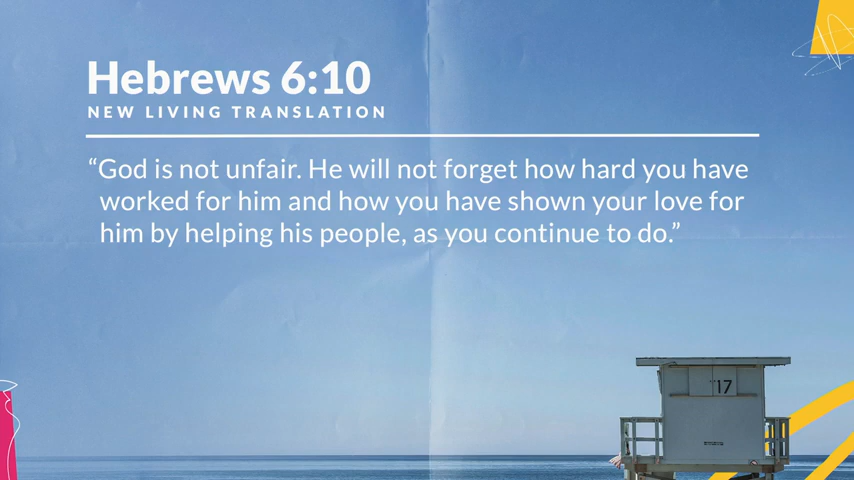 Hebrews 6:10
NEW LIVING TRANSLATION
“God is not unfair. He will not forget how hard you have
worked for him and how you have shown your love for
him by helping his people, as you continue to do.”
17